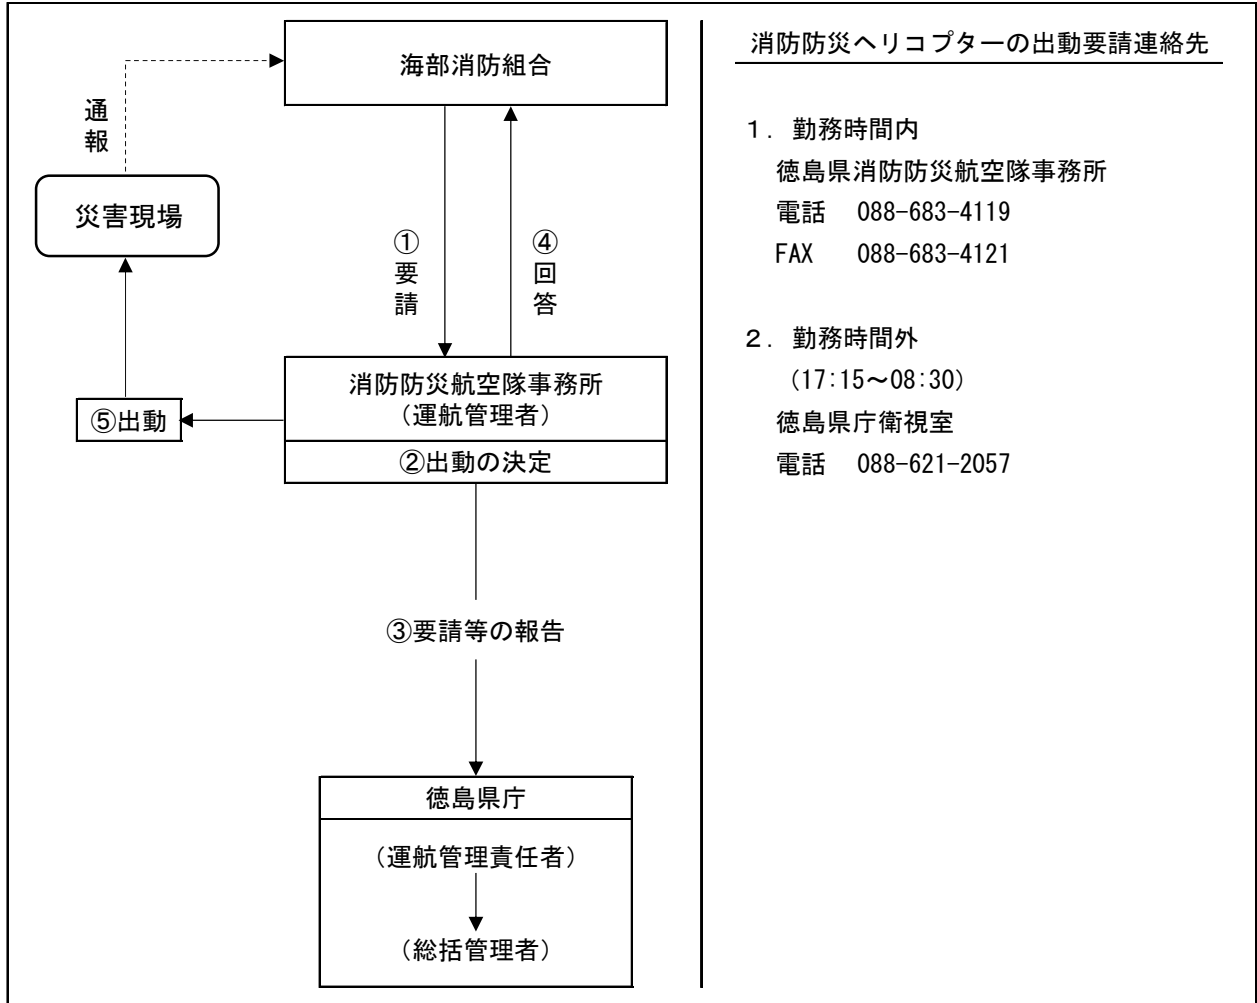 海部消防組合
通報
災害現場
①要請
④回答
消防防災航空隊事務所
（運航管理者）
②出動の決定
⑤出動
③要請等の報告
徳島県庁
（運航管理責任者）
（総括管理者）
消防防災ヘリコプターの出動要請連絡先
１．勤務時間内
徳島県消防防災航空隊事務所
電話　088-683-4119
FAX　088-683-4121
２．勤務時間外
（17:15～08:30）
徳島県庁衛視室
電話　088-621-2057